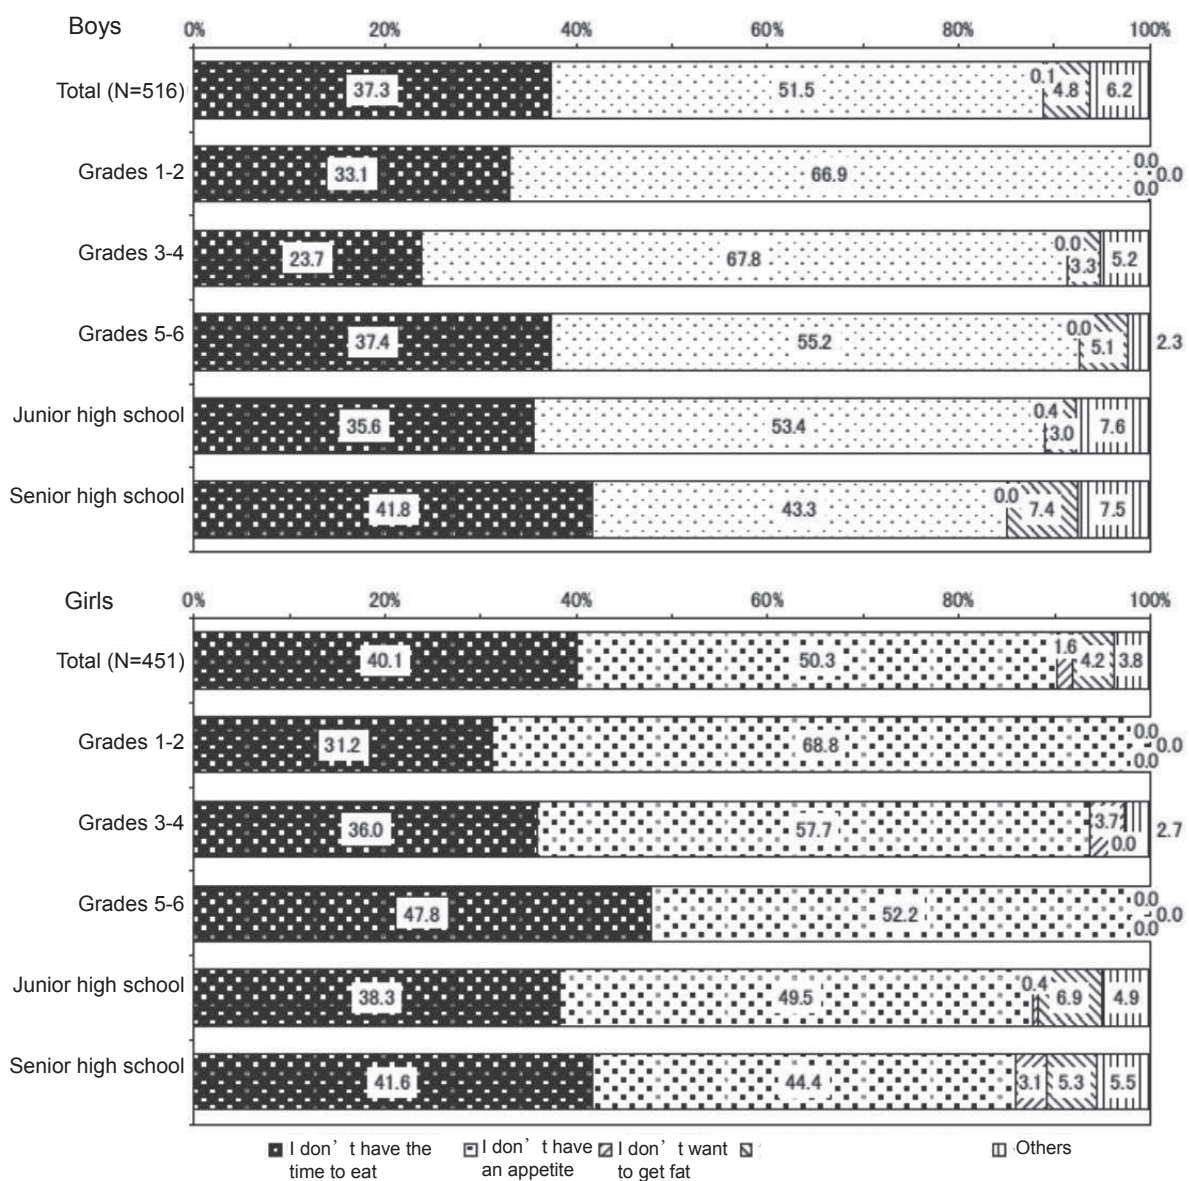 Boys
0% 20% 40% 60% 80% 100%
Total (N=516) 37.3 51.5 0.1 4.8 6.2
Grades 1-2 33.1 66.9 0.0 0.0 0.0
Grades 3-4 23.7 67.8 0.0 3.3 5.2
Grades 5-6 37.4 55.2 0.0 5.1 2.3
Junior high school 35.6 53.4 0.4 3.0 7.6
Senior high school 41.8 43.3 0.0 7.4 7.5
Girls
0% 20% 40% 60% 80% 100%
Total (N=451) 40.1 50.3 1.6 4.2 3.8
Grades 1-2 31.2 68.8 0.0 0.0 0.0
Grades 3-4 36.0 57.7 3.7 0.0 2.7
Grades 5-6 47.8 52.2 0.0 0.0 0.0
Junior high school 38.3 49.5 0.4 6.9 4.9
Senior high school 41.6 44.4 3.1 5.3 5.5
I don't have the time to eat
I don't have an appetite
I don't want to get fat
Others